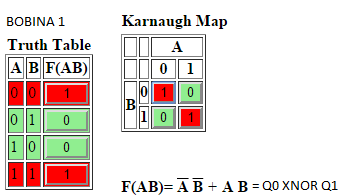 BOBINA 1
Truth Table
A B F(AB)
0 0 1
0 1 0
1 0 0
1 1 1
Karnaugh Map
A
0 1
B 0 1 0
1 0 1
F(AB)= A̅ B̅ + A B = Q0 XNOR Q1